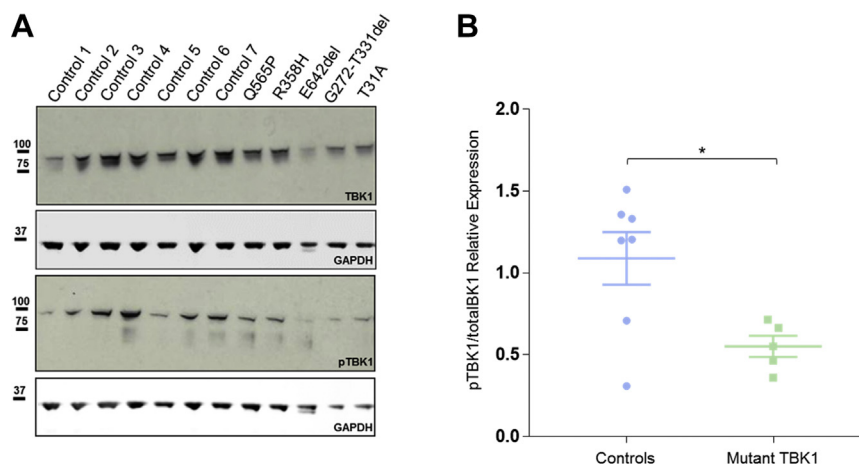 A
Control 1
Control 2
Control 3
Control 4
Control 5
Control 6
Control 7
Q565P
R358H
E642del
G272-T331del
T31A
100
75
TBK1
37
GAPDH
100
75
pTBK1
37
GAPDH
B
pTBK1/totalBK1 Relative Expression
2.0
1.5
1.0
0.5
0.0
*
Controls
Mutant TBK1